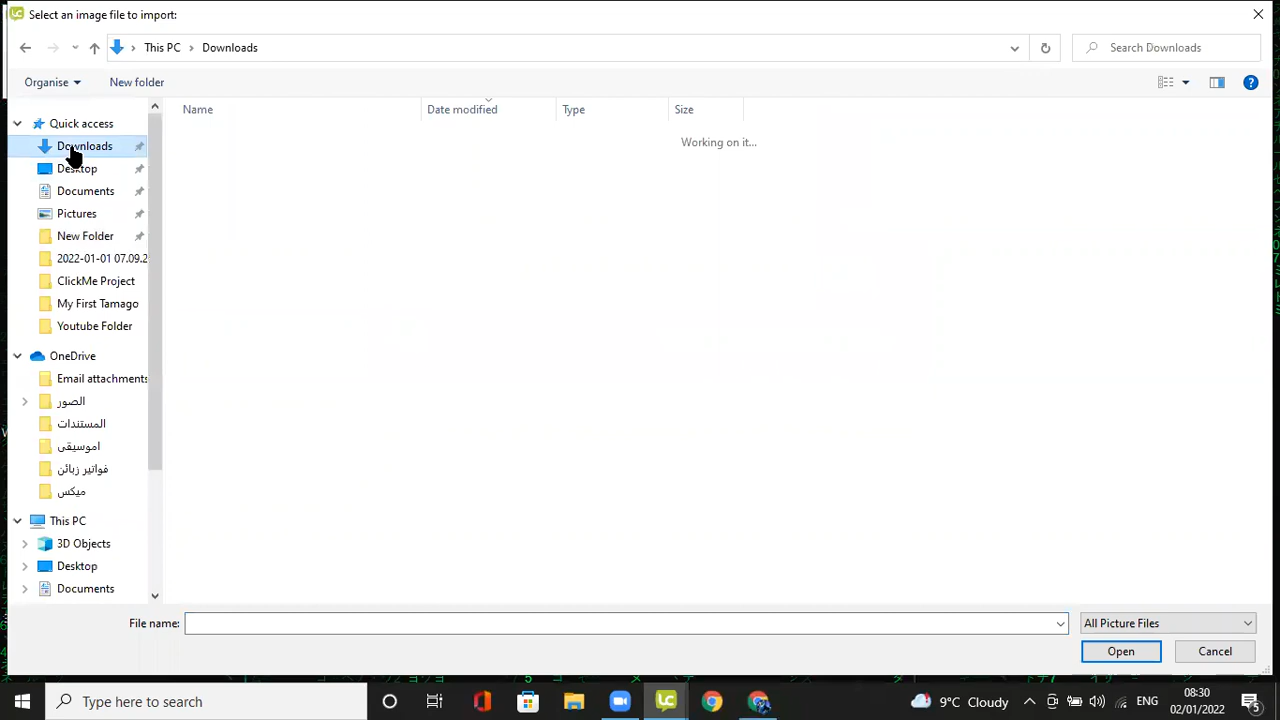 Select an image file to import:
This PC > Downloads
Search Downloads
Organise
New folder
Name
Date modified
Type
Size
Working on it...
Quick access
Downloads
Desktop
Documents
Pictures
New Folder
2022-01-01 07.09.2
ClickMe Project
My First Tamago
Youtube Folder
OneDrive
Email attachments
الصور
المستندات
اموسيقى
فواتير زبائن
ميكس
This PC
3D Objects
Desktop
Documents
File name:
All Picture Files
Open
Cancel
Type here to search
9°C Cloudy
ENG
08:30
02/01/2022
5